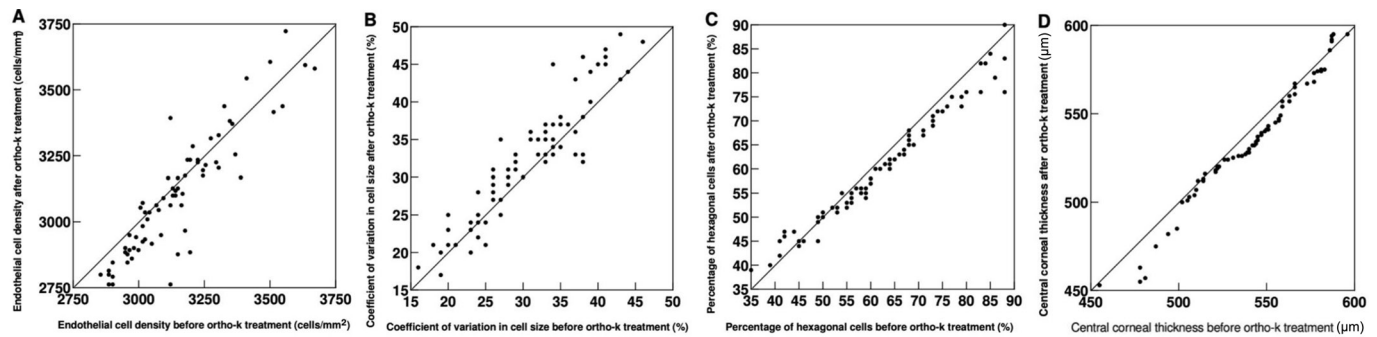 A
Endothelial cell density after ortho-k treatment (cells/mm²)
3750
3500
3250
3000
2750
2750 3000 3250 3500 3750
Endothelial cell density before ortho-k treatment (cells/mm²)
B
Coefficient of variation in cell size after ortho-k treatment (%)
50
45
40
35
30
25
20
15
15 20 25 30 35 40 45 50
Coefficient of variation in cell size before ortho-k treatment (%)
C
Percentage of hexagonal cells after ortho-k treatment (%)
90
85
80
75
70
65
60
55
50
45
40
35
35 40 45 50 55 60 65 70 75 80 85 90
Percentage of hexagonal cells before ortho-k treatment (%)
D
Central corneal thickness after ortho-k treatment (μm)
600
550
500
450
450 500 550 600
Central corneal thickness before ortho-k treatment (μm)